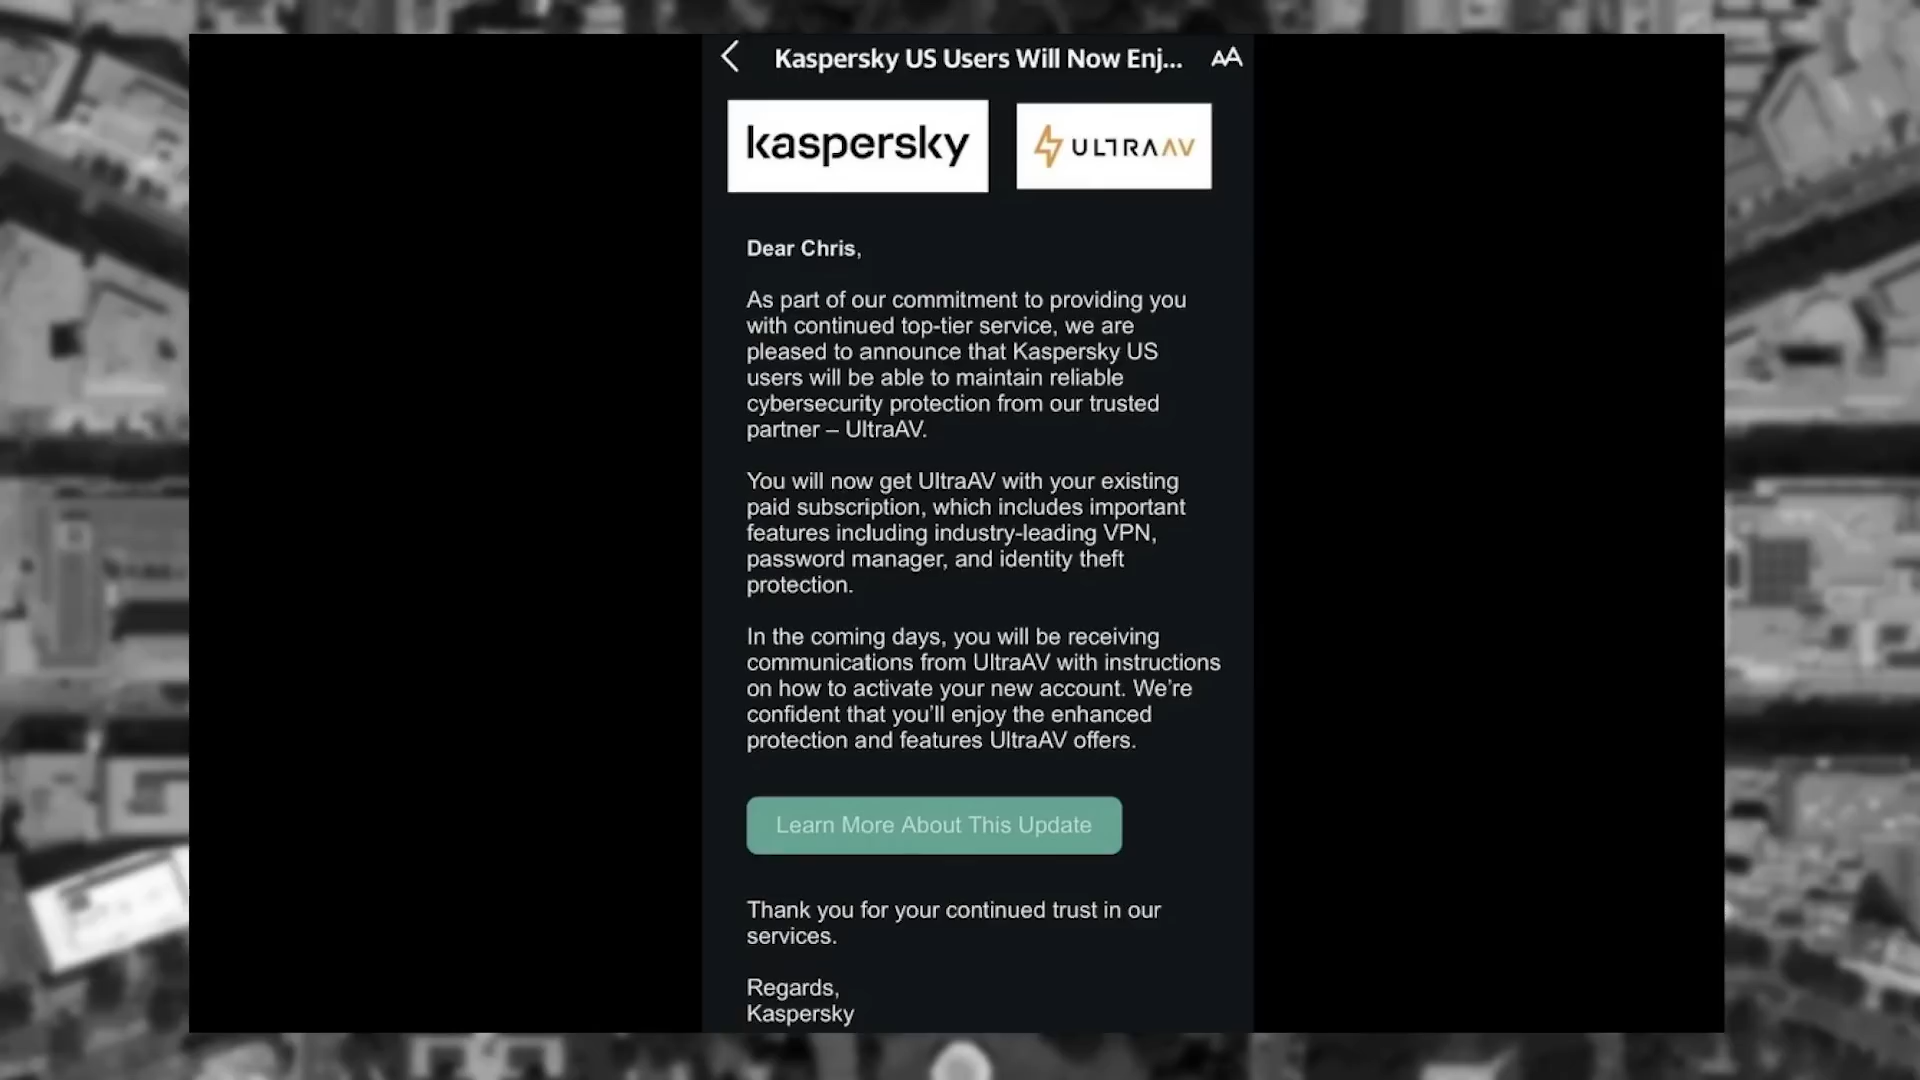 Kaspersky US Users Will Now Enj...
AA
kaspersky
ULTRAAV
Dear Chris,
As part of our commitment to providing you
with continued top-tier service, we are
pleased to announce that Kaspersky US
users will be able to maintain reliable
cybersecurity protection from our trusted
partner – UltraAV.
You will now get UltraAV with your existing
paid subscription, which includes important
features including industry-leading VPN,
password manager, and identity theft
protection.
In the coming days, you will be receiving
communications from UltraAV with instructions
on how to activate your new account. We’re
confident that you’ll enjoy the enhanced
protection and features UltraAV offers.
Learn More About This Update
Thank you for your continued trust in our
services.
Regards,
Kaspersky